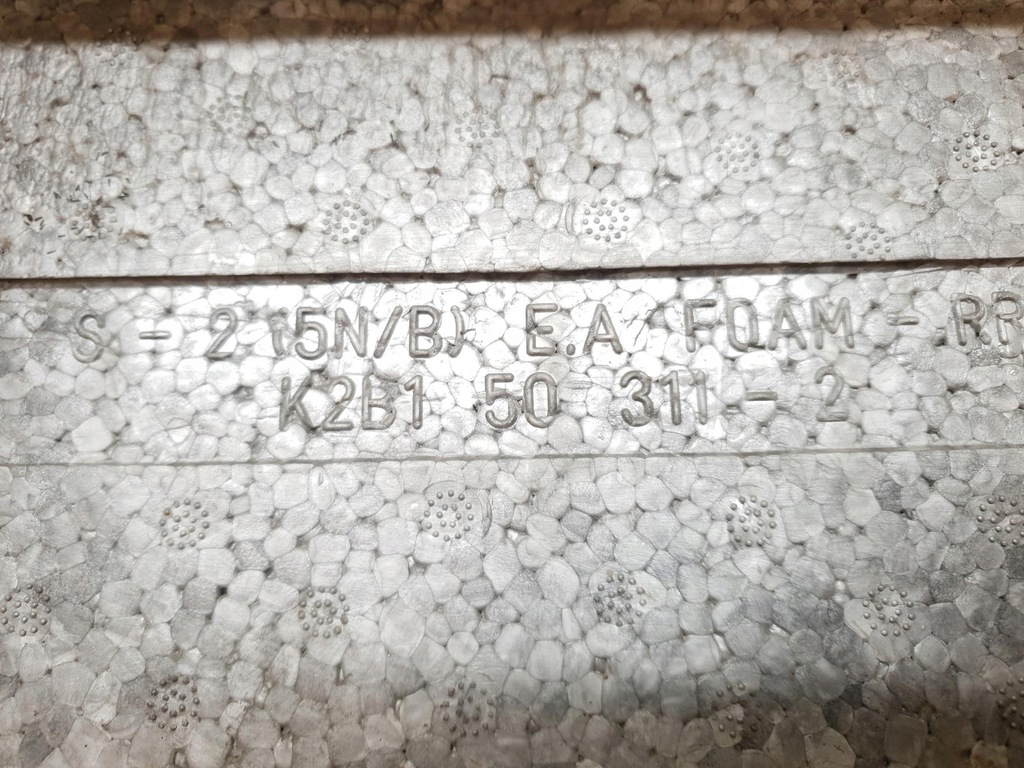 S - 2 (5N/B) E.A FOAM - RR
K2B1 50 311 - 2